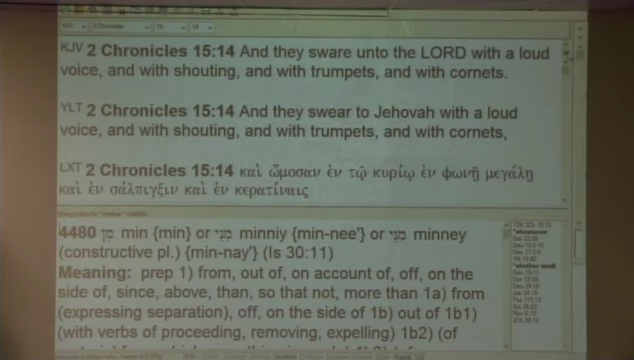 KJV 2 Chronicles 15:14 And they sware unto the LORD with a loud
voice, and with shouting, and with trumpets, and with cornets.
YLT 2 Chronicles 15:14 And they swear to Jehovah with a loud
voice, and with shouting, and with trumpets, and with cornets,
LXT 2 Chronicles 15:14 καὶ ὤμοσαν ἐν τῷ κυρίῳ ἐν φωνῇ μεγάλῃ
καὶ ἐν σάλπιγξιν καὶ ἐν κερατίναις
4480 מִן min {min} or מִנִּי minniy {min-nee'} or מִנֵּי minney
(constructive pl.) {min-nay'} (Is 30:11)
Meaning: prep 1) from, out of, on account of, off, on the
side of, since, above, than, so that not, more than 1a) from
(expressing separation), off, on the side of 1b) out of 1b1)
(with verbs of proceeding, removing, expelling) 1b2) (of